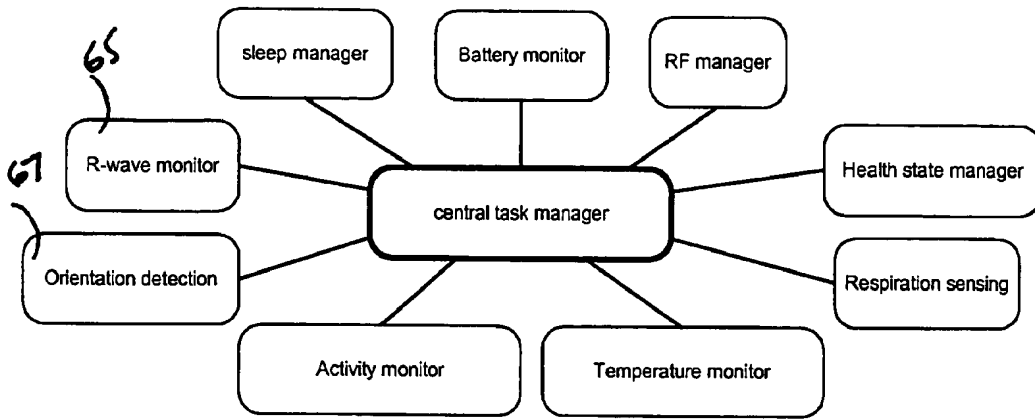 65
sleep manager
Battery monitor
RF manager
R-wave monitor
Health state manager
67
central task manager
Orientation detection
Respiration sensing
Activity monitor
Temperature monitor